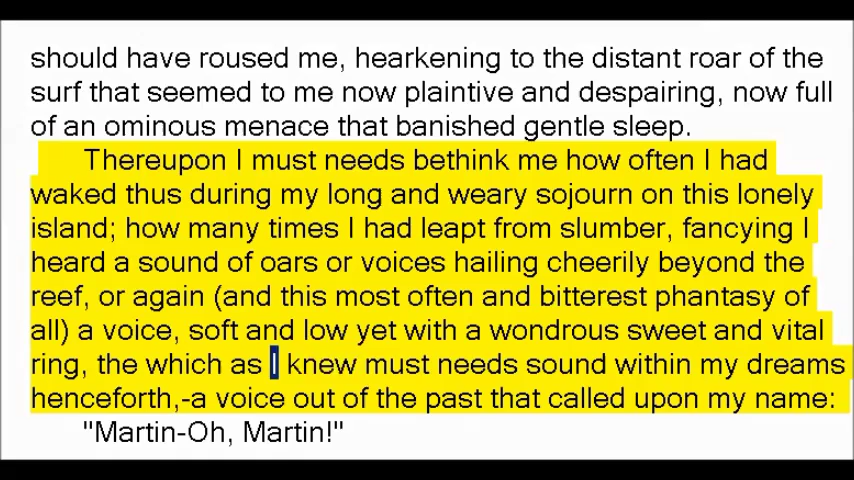 should have roused me, hearkening to the distant roar of the
surf that seemed to me now plaintive and despairing, now full
of an ominous menace that banished gentle sleep.
Thereupon I must needs bethink me how often I had
waked thus during my long and weary sojourn on this lonely
island; how many times I had leapt from slumber, fancying I
heard a sound of oars or voices hailing cheerily beyond the
reef, or again (and this most often and bitterest phantasy of
all) a voice, soft and low yet with a wondrous sweet and vital
ring, the which as I knew must needs sound within my dreams
henceforth,-a voice out of the past that called upon my name:
"Martin-Oh, Martin!"